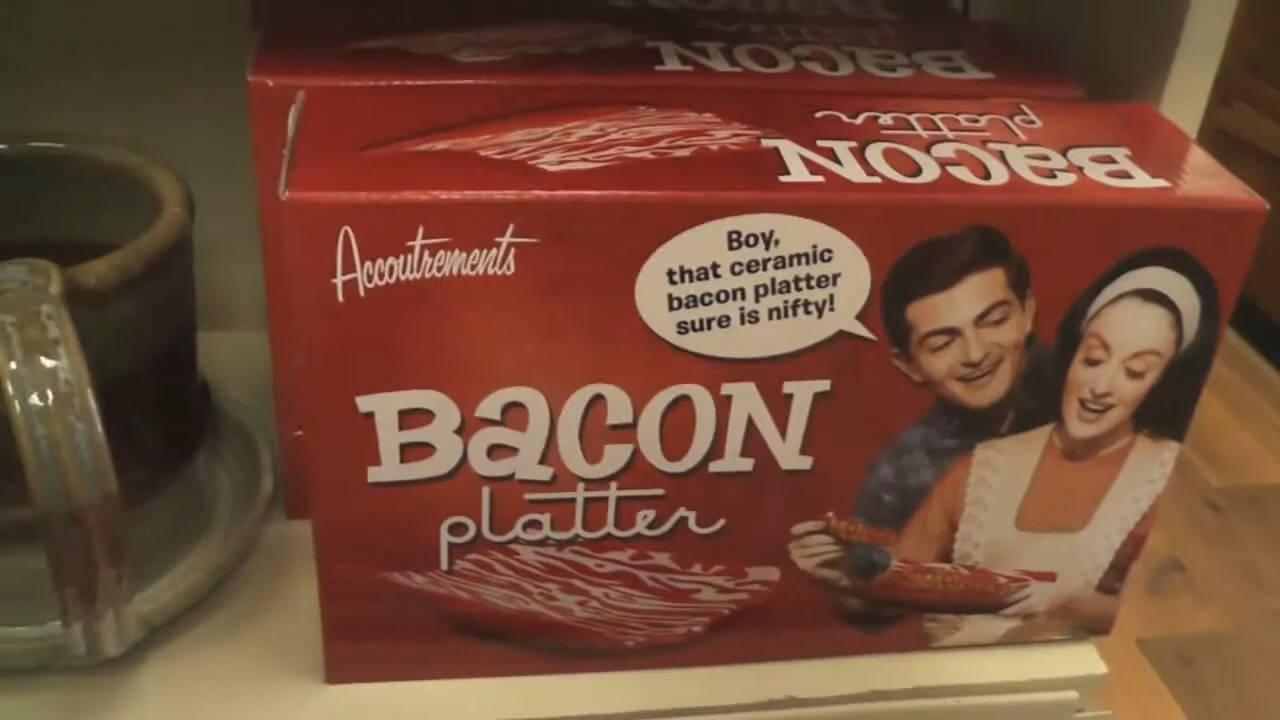 BacON
BacON
platter
Accoutrements
Boy,
that ceramic
bacon platter
sure is nifty!
BacON
platter